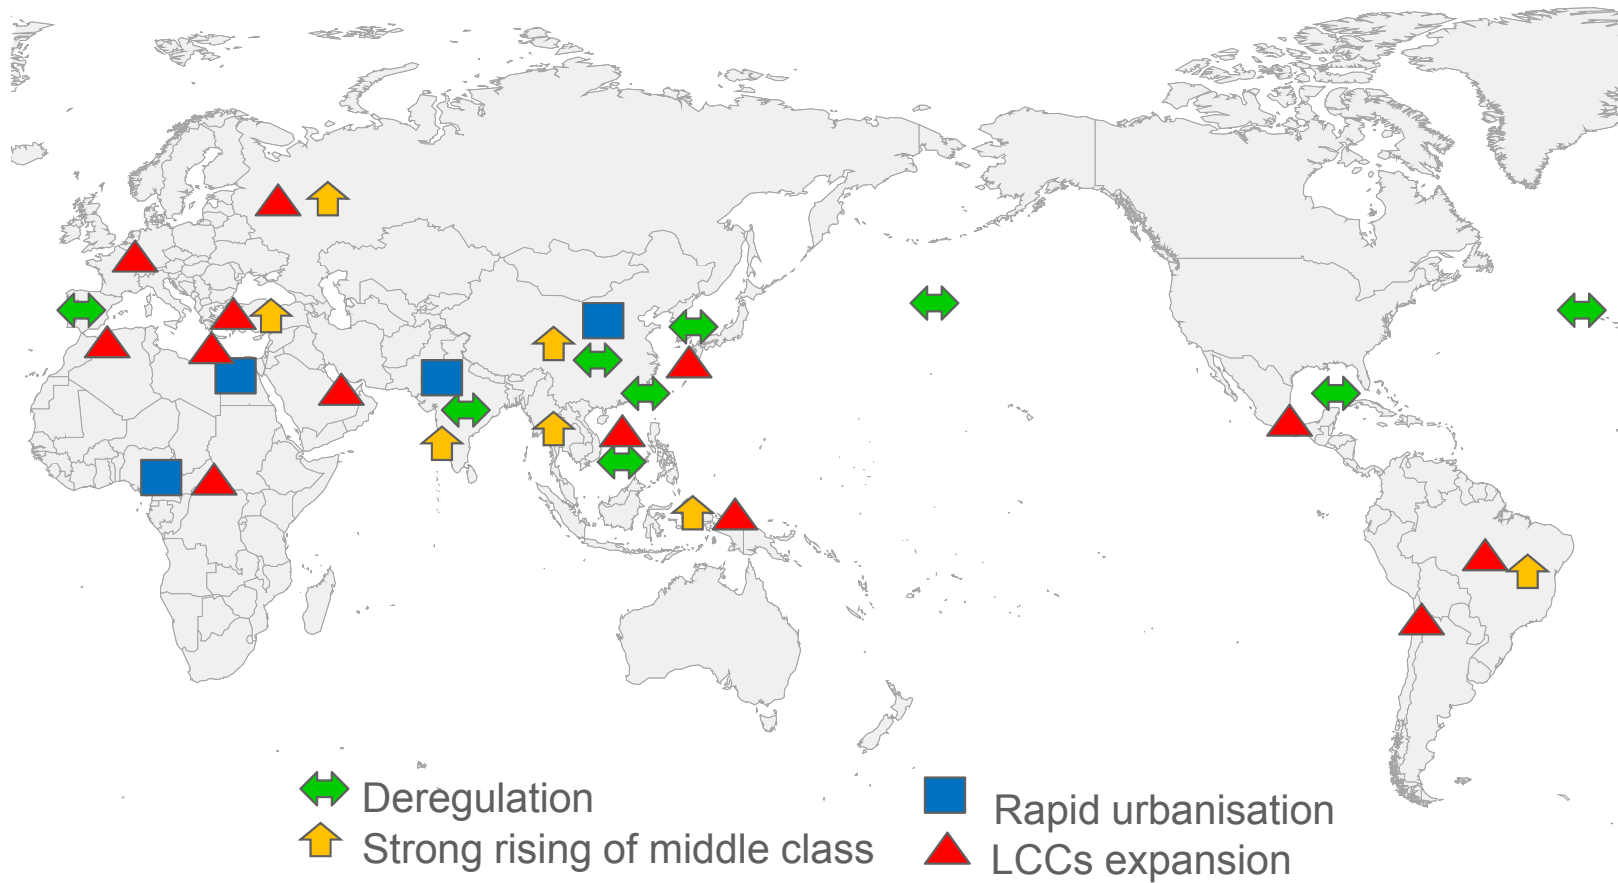 Deregulation
Strong rising of middle class
Rapid urbanisation
LCCs expansion